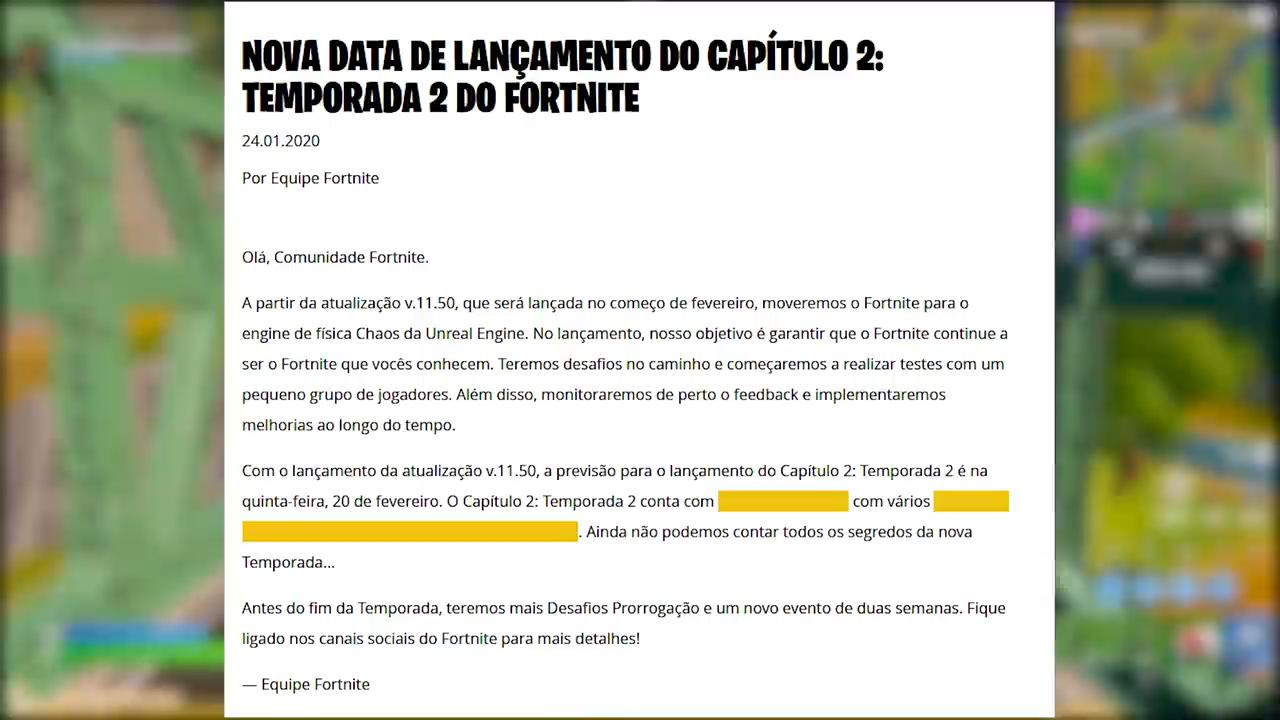 NOVA DATA DE LANÇAMENTO DO CAPÍTULO 2:
TEMPORADA 2 DO FORTNITE
24.01.2020
Por Equipe Fortnite
Olá, Comunidade Fortnite.
A partir da atualização v.11.50, que será lançada no começo de fevereiro, moveremos o Fortnite para o
engine de física Chaos da Unreal Engine. No lançamento, nosso objetivo é garantir que o Fortnite continue a
ser o Fortnite que vocês conhecem. Teremos desafios no caminho e começaremos a realizar testes com um
pequeno grupo de jogadores. Além disso, monitoraremos de perto o feedback e implementaremos
melhorias ao longo do tempo.
Com o lançamento da atualização v.11.50, a previsão para o lançamento do Capítulo 2: Temporada 2 é na
quinta-feira, 20 de fevereiro. O Capítulo 2: Temporada 2 conta com com vários
. Ainda não podemos contar todos os segredos da nova
Temporada...
Antes do fim da Temporada, teremos mais Desafios Prorrogação e um novo evento de duas semanas. Fique
ligado nos canais sociais do Fortnite para mais detalhes!
— Equipe Fortnite